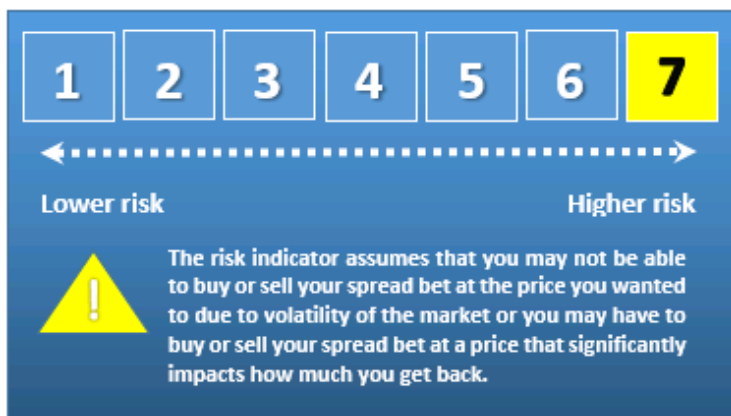 1 2 3 4 5 6 7
Lower risk Higher risk
!
The risk indicator assumes that you may not be able
to buy or sell your spread bet at the price you wanted
to due to volatility of the market or you may have to
buy or sell your spread bet at a price that significantly
impacts how much you get back.